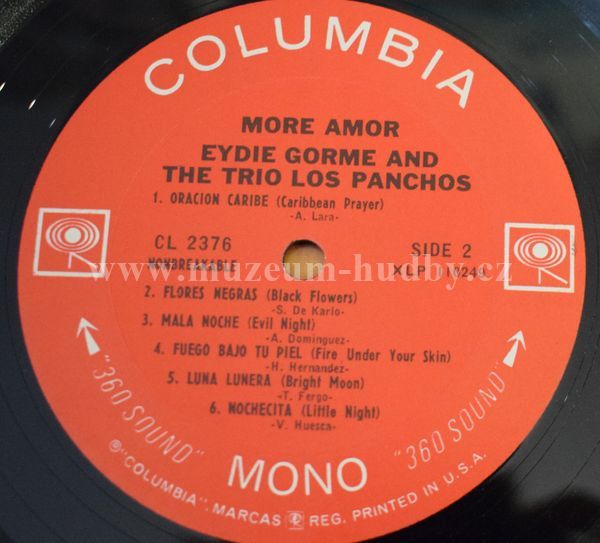 COLUMBIA
MORE AMOR
EYDIE GORME AND
THE TRIO LOS PANCHOS
1. ORACION CARIBE (Caribbean Prayer)
-A. Lara-
CL 2376
NONBREAKABLE
SIDE 2
XLP
www.muzeum-hudby.cz
2. FLORES NEGRAS (Black Flowers)
-S. De Karlo-
3. MALA NOCHE (Evil Night)
-A. Dominguez-
4. FUEGO BAJO TU PIEL (Fire Under Your Skin)
-H. Hernandez-
5. LUNA LUNERA (Bright Moon)
-T. Fergo-
6. NOCHECITA (Little Night)
-V. Huesca-
"360 SOUND"
MONO
"360 SOUND"
℗"COLUMBIA", MARCAS REG. PRINTED IN U.S.A.